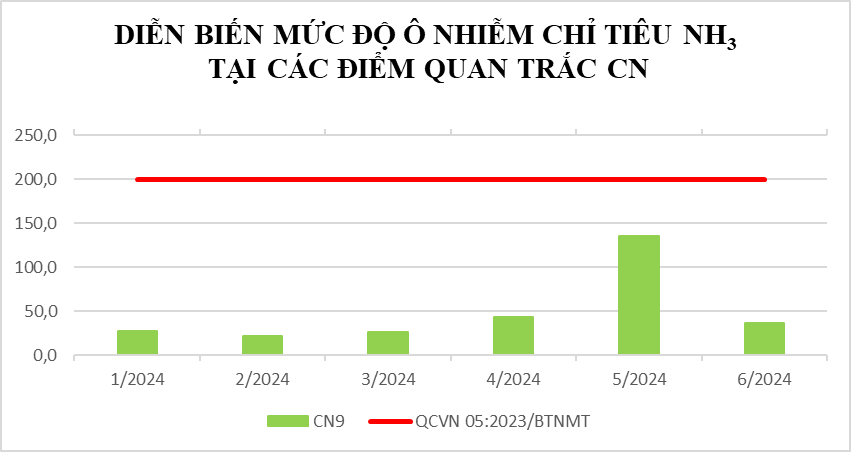 DIỄN BIẾN MỨC ĐỘ Ô NHIỄM CHỈ TIÊU NH₃
TẠI CÁC ĐIỂM QUAN TRẮC CN
250,0
200,0
150,0
100,0
50,0
0,0
1/2024 2/2024 3/2024 4/2024 5/2024 6/2024
CN9 QCVN 05:2023/BTNMT